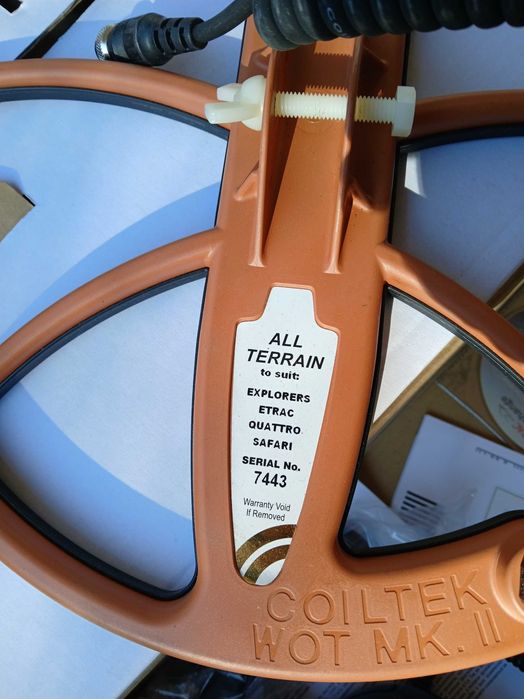 ALL
TERRAIN
to suit:
EXPLORERS
ETRAC
QUATTRO
SAFARI
SERIAL No.
7443
Warranty Void
If Removed
COILTEK
WOT MK. II